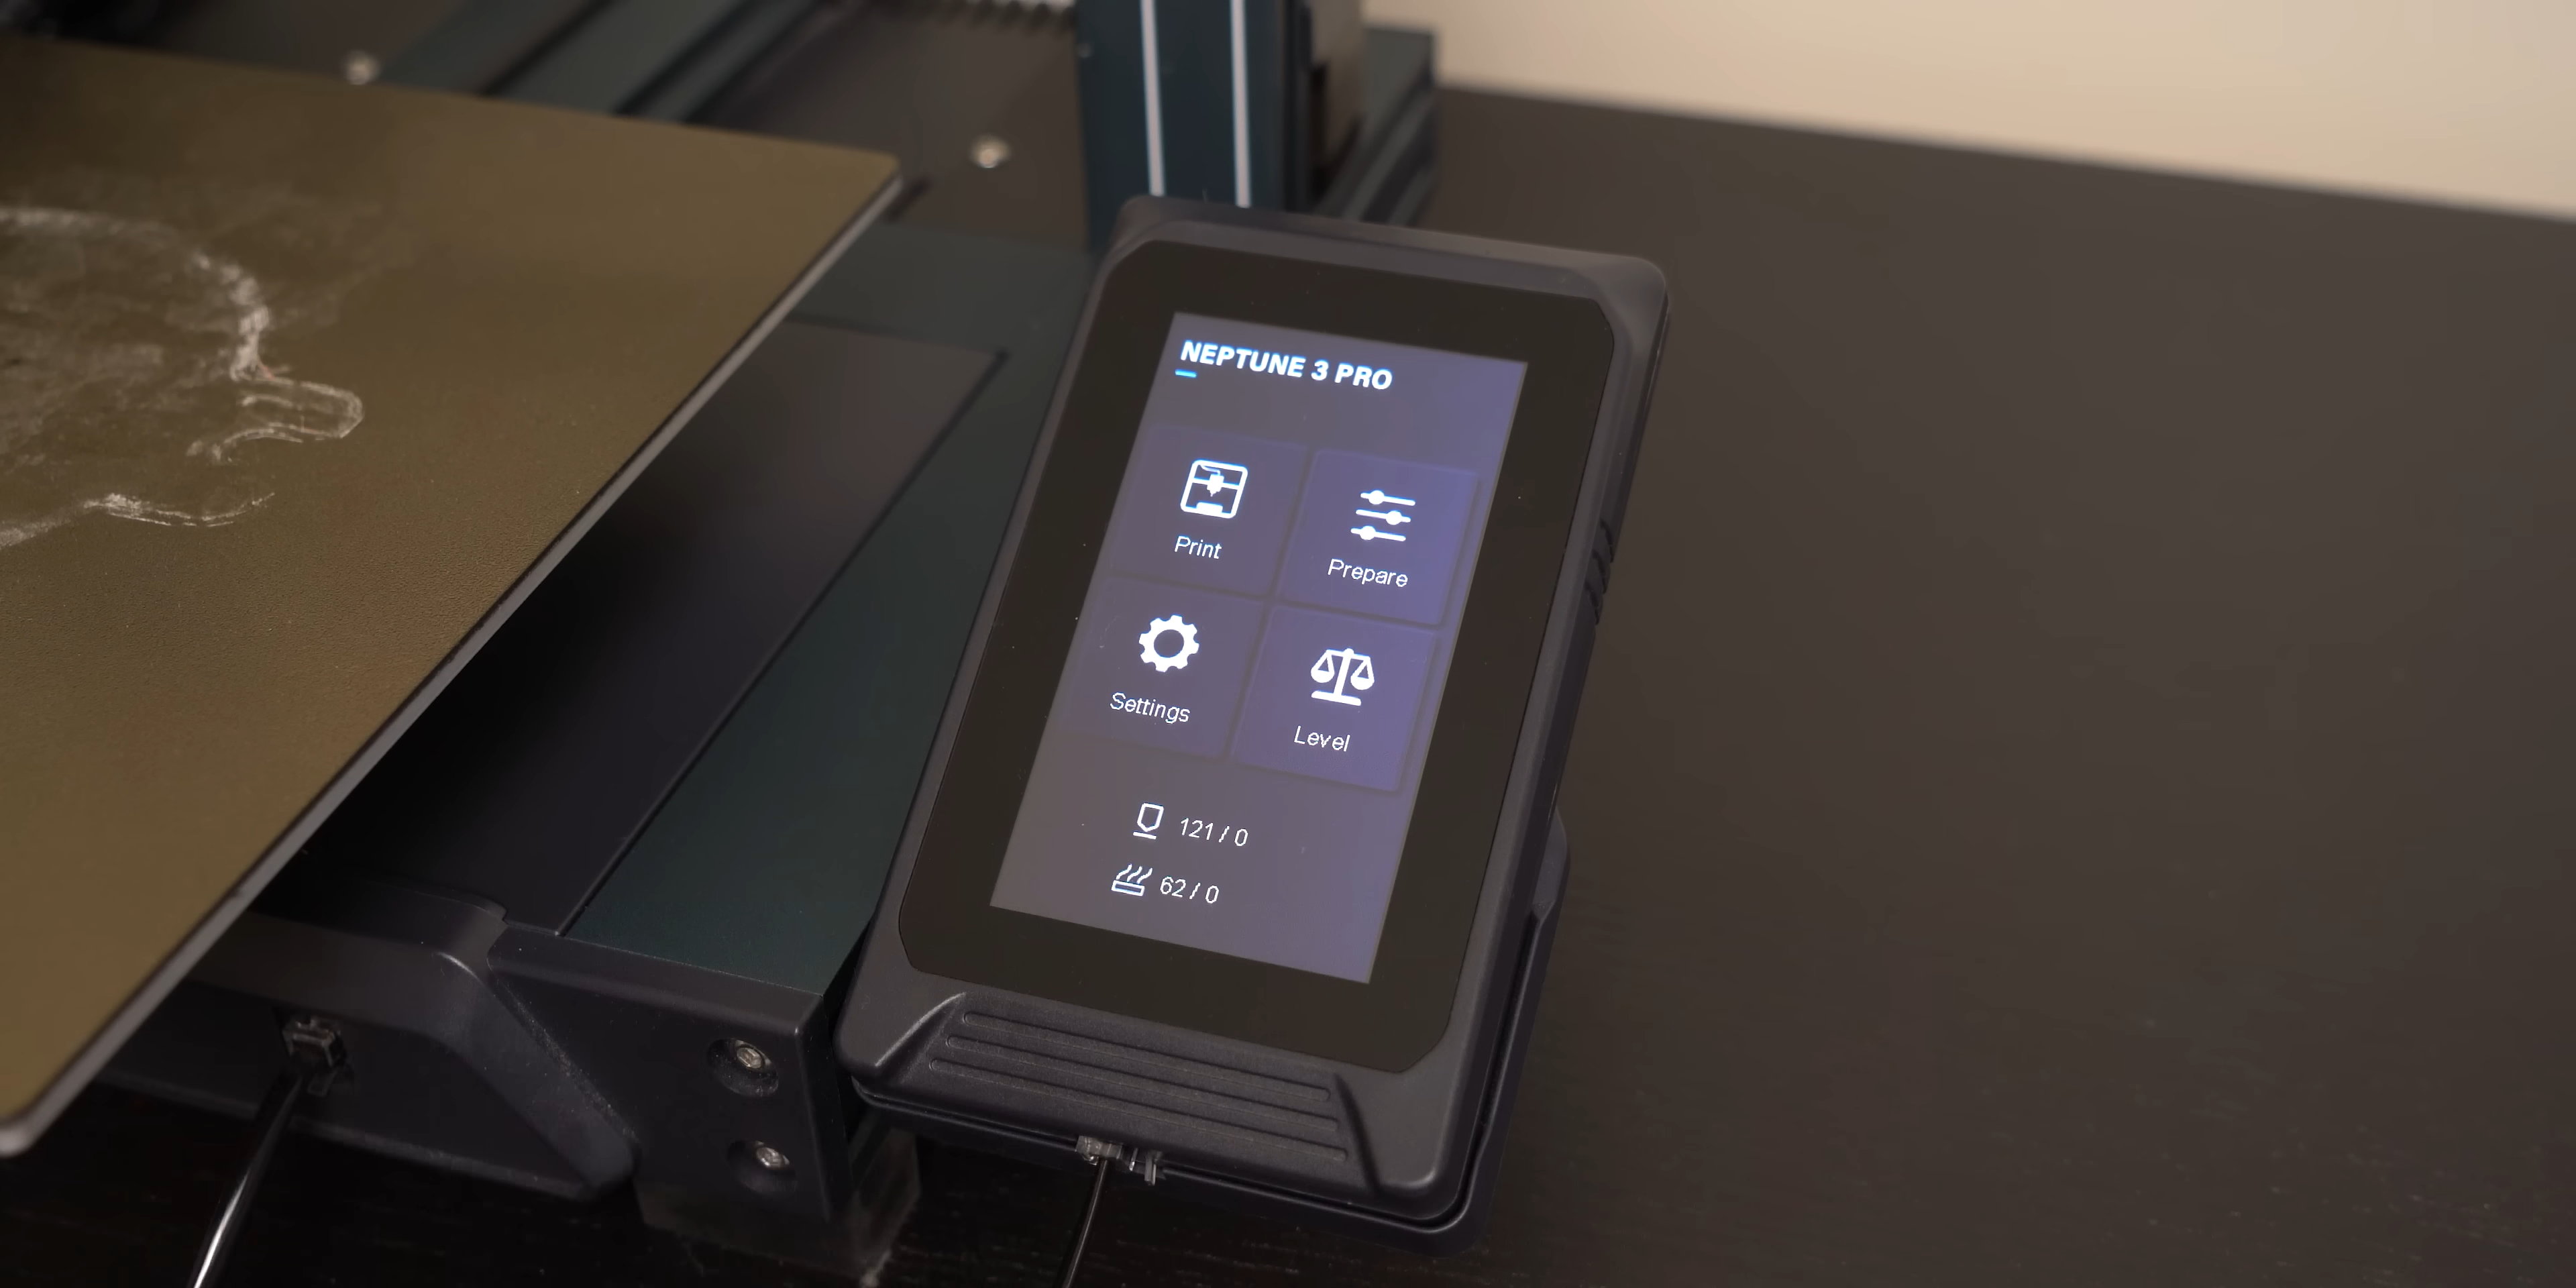 NEPTUNE 3 PRO
Print
Prepare
Settings
Level
121 / 0
62 / 0